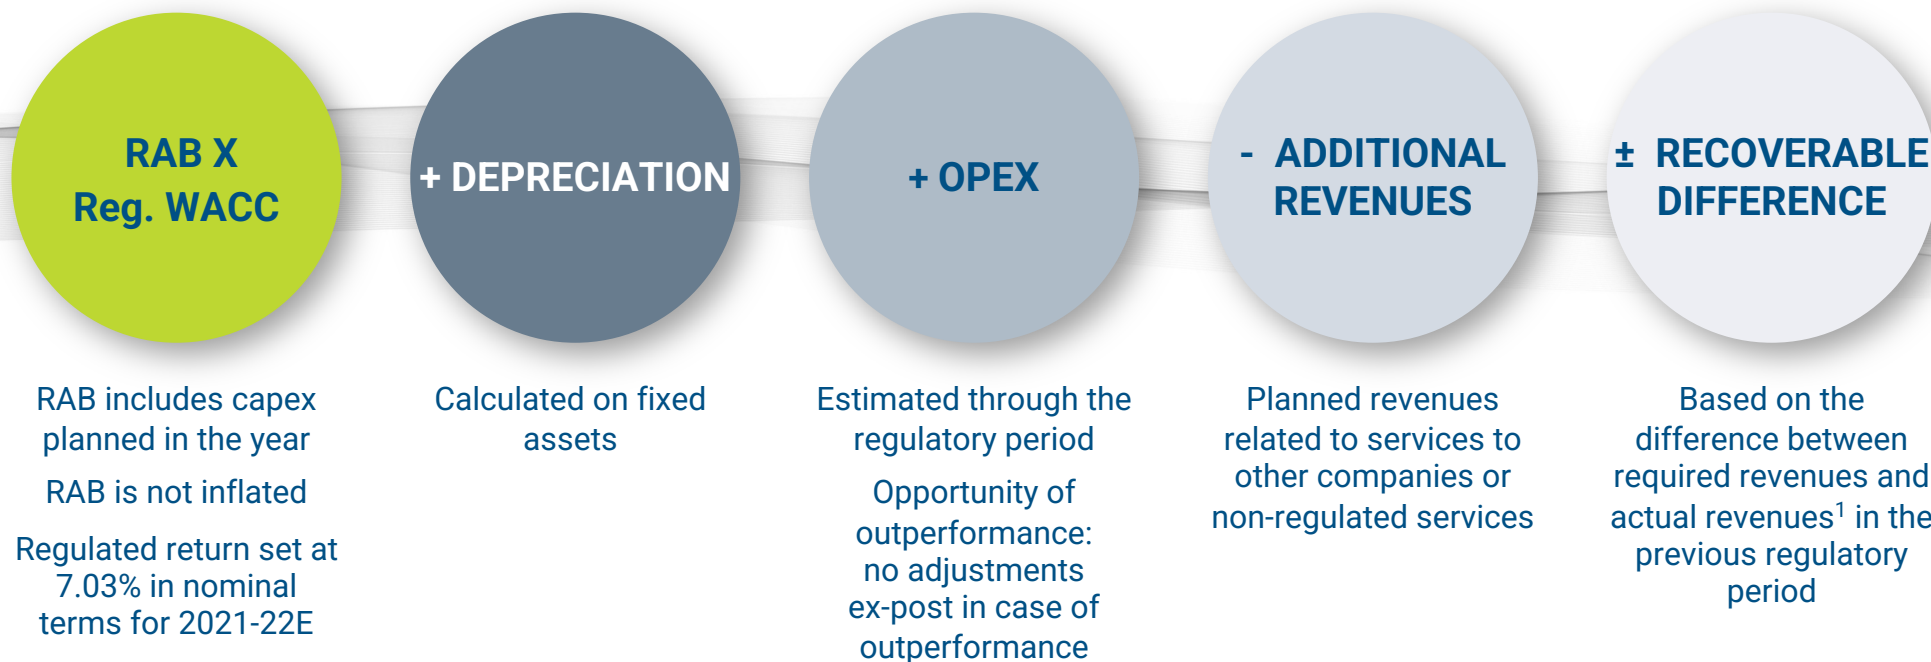 RAB X
Reg. WACC
+ DEPRECIATION
+ OPEX
- ADDITIONAL
REVENUES
± RECOVERABLE
DIFFERENCE
RAB includes capex
planned in the year
RAB is not inflated
Regulated return set at
7.03% in nominal
terms for 2021-22E
Calculated on fixed
assets
Estimated through the
regulatory period
Opportunity of
outperformance:
no adjustments
ex-post in case of
outperformance
Planned revenues
related to services to
other companies or
non-regulated services
Based on the
difference between
required revenues and
actual revenues¹ in the
previous regulatory
period